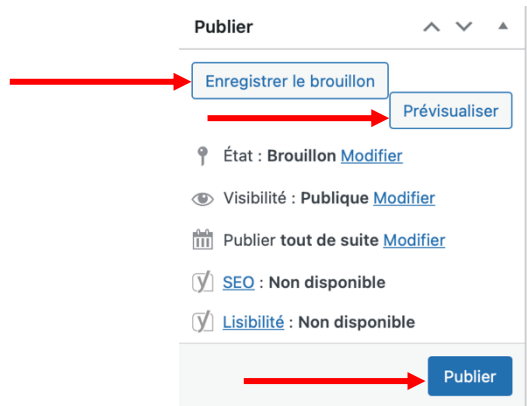 Publier
Enregistrer le brouillon
Prévisualiser
État : Brouillon Modifier
Visibilité : Publique Modifier
Publier tout de suite Modifier
SEO : Non disponible
Lisibilité : Non disponible
Publier